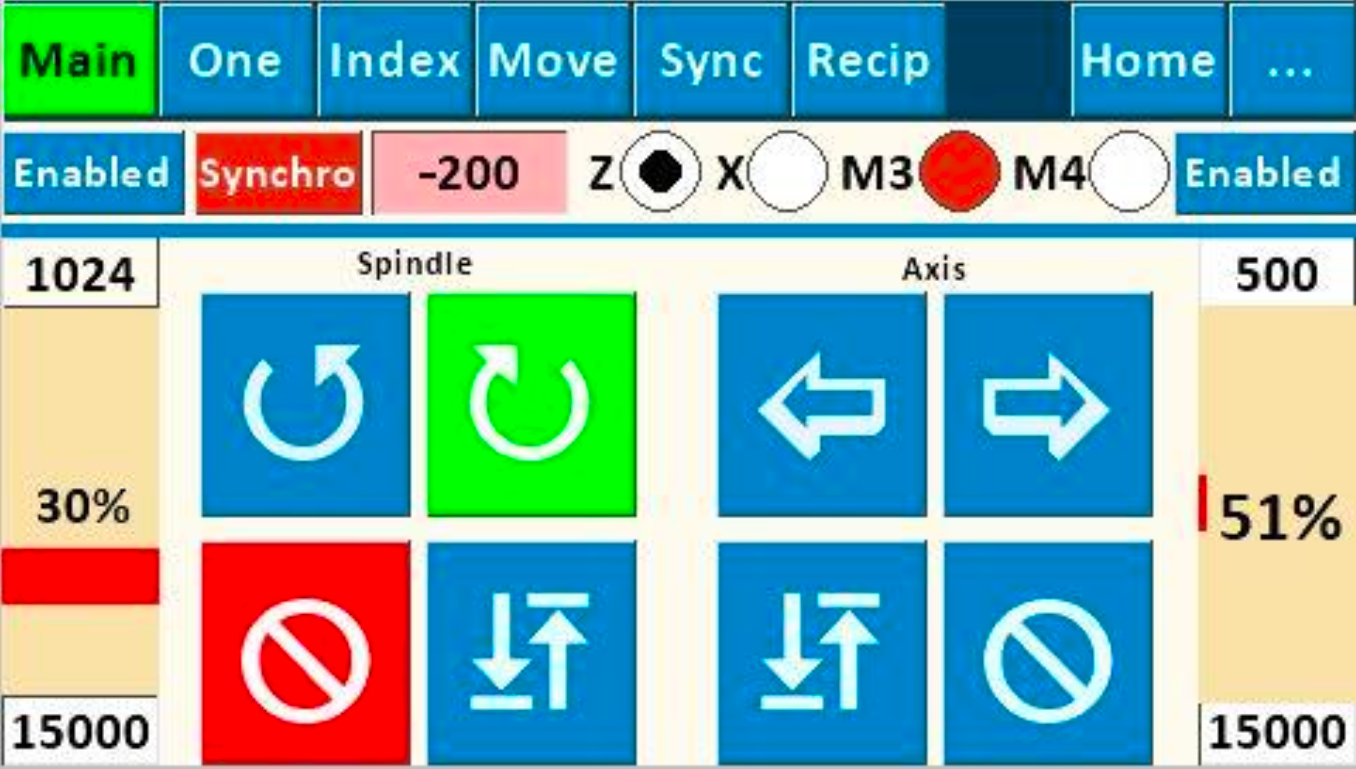 Main One Index Move Sync Recip Home ...
Enabled Synchro -200 Z X M3 M4 Enabled
1024 Spindle Axis 500
30% 51%
15000 15000